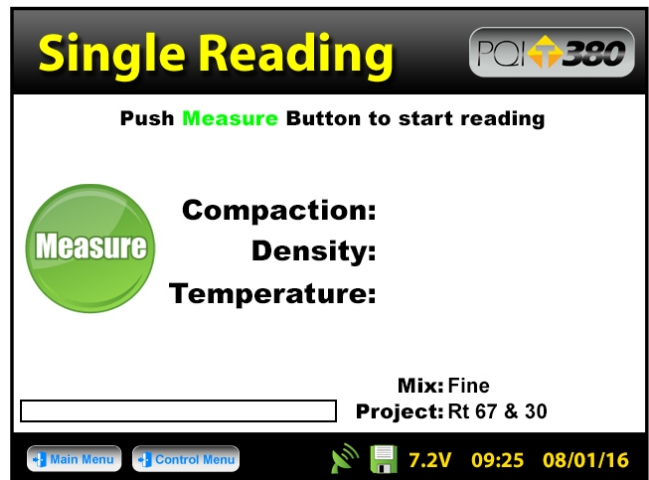 Single Reading
PQI T 380
Push Measure Button to start reading
Measure
Compaction:
Density:
Temperature:
Mix: Fine
Project: Rt 67 & 30
Main Menu
Control Menu
7.2V 09:25 08/01/16